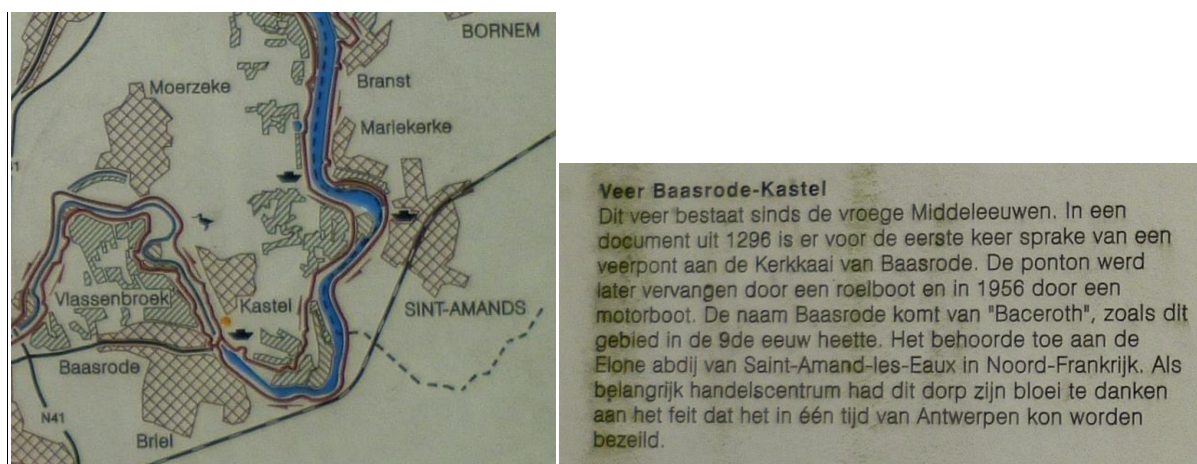 BORNEM
Branst
Moerzeke
Mariekerke
Vlassenbroek
Kastel
SINT-AMANDS
Baasrode
N41
Briel
Veer Baasrode-Kastel
Dit veer bestaat sinds de vroege Middeleeuwen. In een
document uit 1296 is er voor de eerste keer sprake van een
veerpont aan de Kerkkaai van Baasrode. De ponton werd
later vervangen door een roeiboot en in 1956 door een
motorboot. De naam Baasrode komt van "Baceroth", zoals dit
gebied in de 9de eeuw heette. Het behoorde toe aan de
Elone abdij van Saint-Amand-les-Eaux in Noord-Frankrijk. Als
belangrijk handelscentrum had dit dorp zijn bloei te danken
aan het feit dat het in één tijd van Antwerpen kon worden
bezeild.